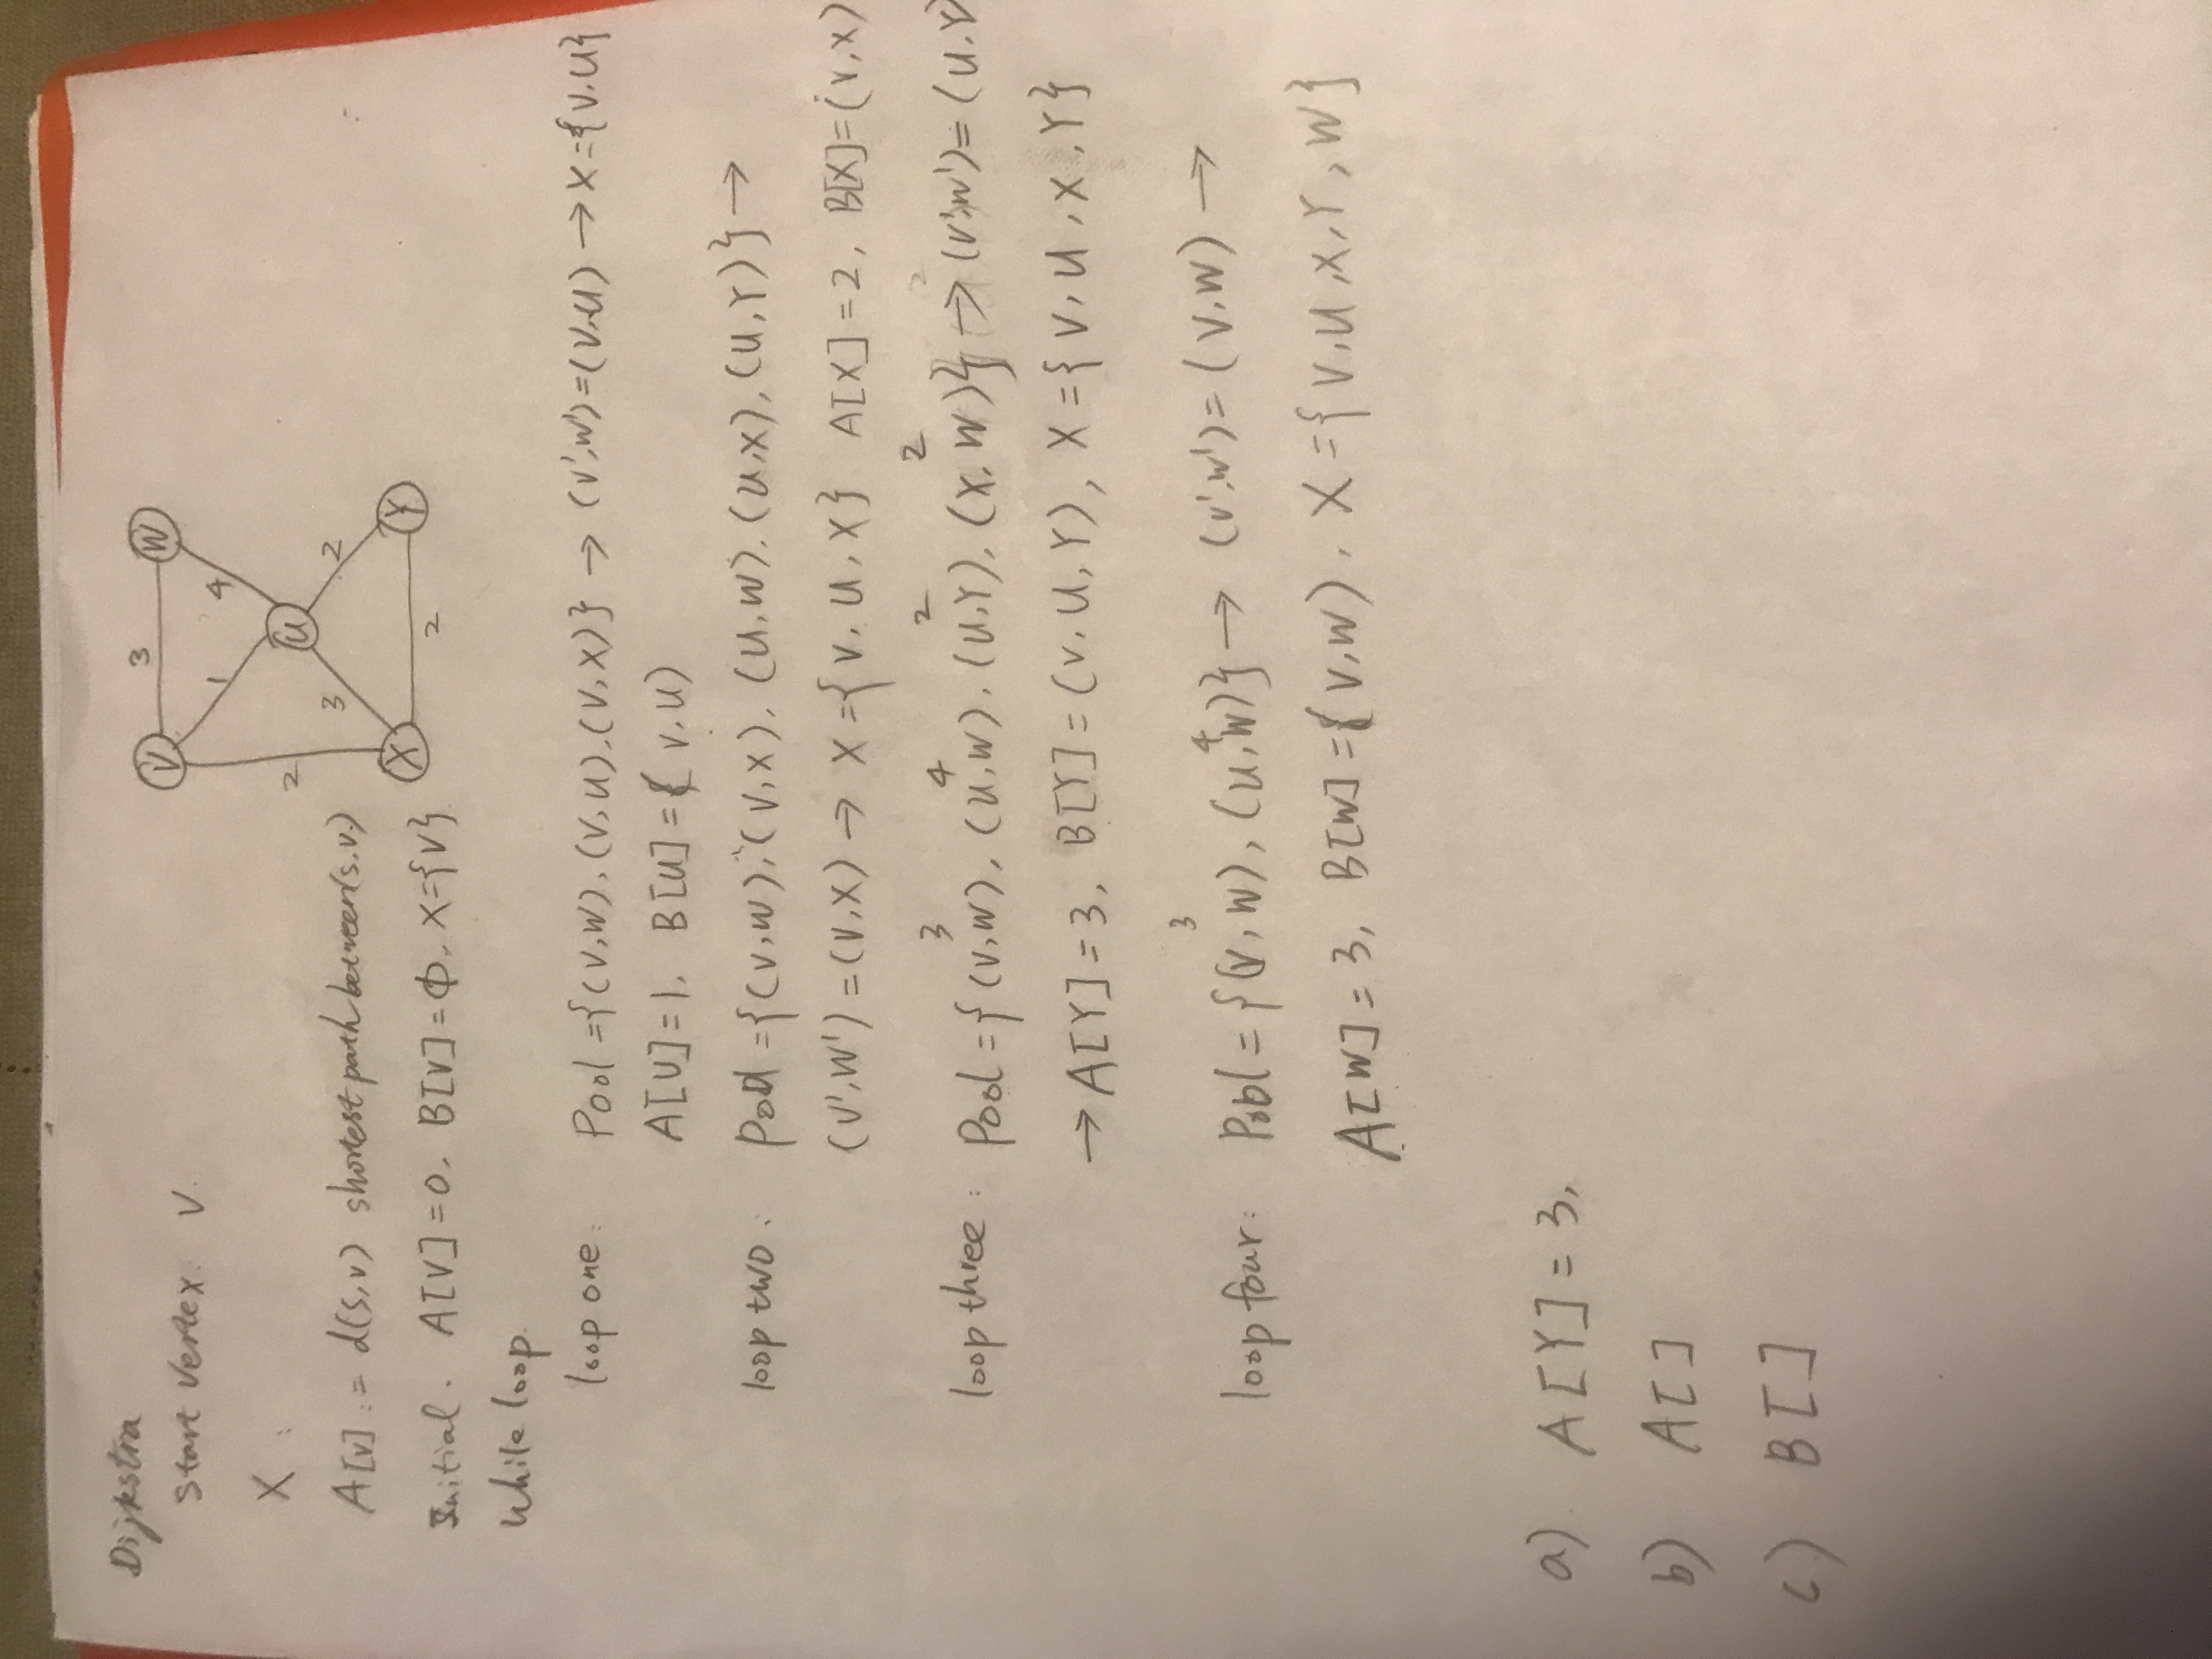 Dijkstra
Start Vertex: V.
X :
A[v] := d(s,v) shortest path between(s.v.)
Initial. A[V]=0, B[V]=Φ, X={V}
While loop.
loop one: Pool ={(V,W), (V,U), (V,X)} → (v',w')=(V,U) → X={V,U}
A[U]=1, B[U]=( V,U)
loop two: Pool ={(V,W), (V,X), (U,W), (U,X), (U,Y)} →
(v',w') =(V,X) → X ={V, U, X} A[X]=2, B[X]=(V,X)
3 4 2 2
loop three: Pool ={(V,W), (U,W), (U,Y), (X,W)} → (v',w')= (U,Y)
→ A[Y]=3, B[Y]=(V,U,Y), X={V,U,X,Y}
3 4
loop four: Pool = {(V,W), (U,W)} → (v',w')= (V,W) →
A[W]=3, B[W]=(V,W), X={V,U,X,Y,W}
a) A[Y]=3,
b) A[]
c) B[]
V 3 W
1 4
2 U
3 2
X Y
2